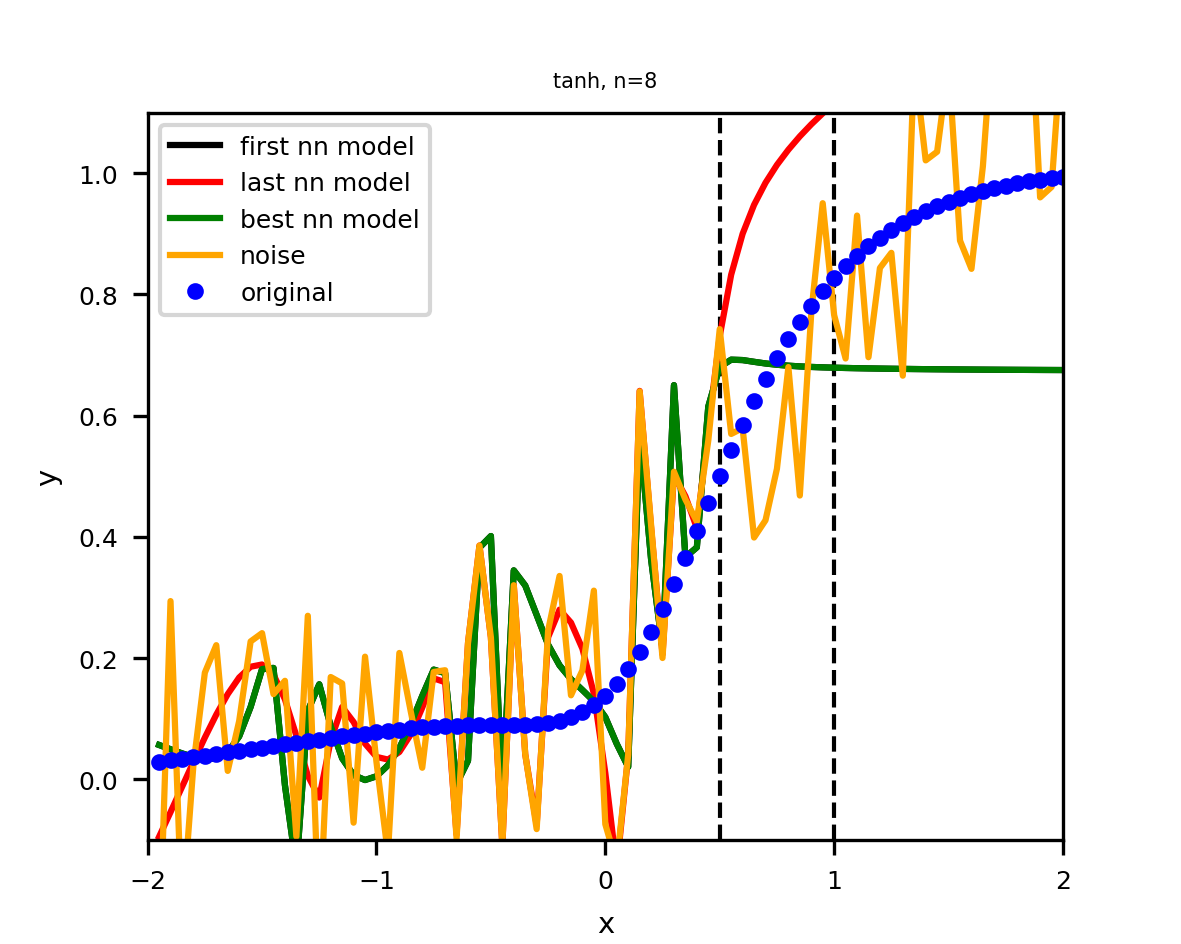 tanh, n=8
first nn model
last nn model
best nn model
noise
original
1.0
0.8
0.6
0.4
0.2
0.0
y
−2
−1
0
1
2
x